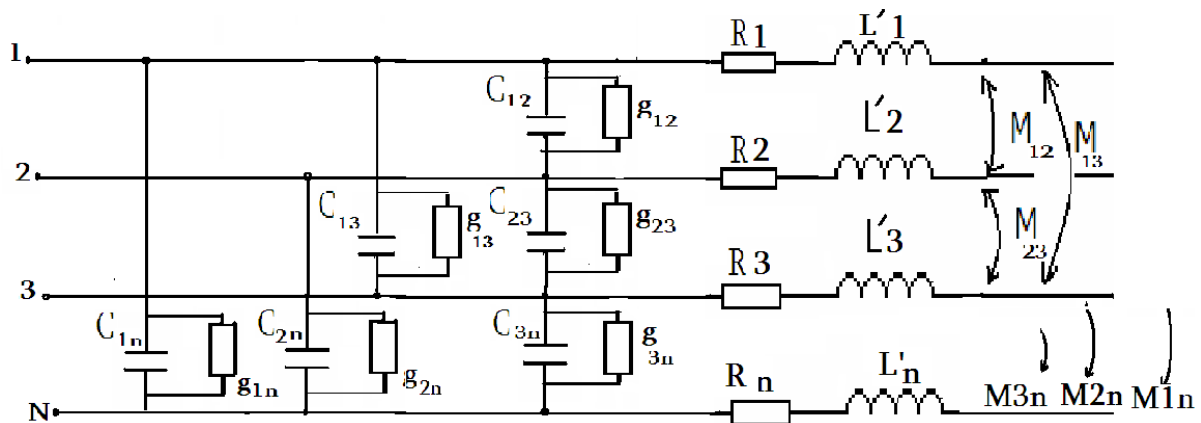 1
R1
L'1
C12
g12
2
R2
L'2
M12
M13
C13
g13
C23
g23
M23
3
R3
L'3
C1n
g1n
C2n
g2n
C3n
g3n
N
Rn
L'n
M3n
M2n
M1n